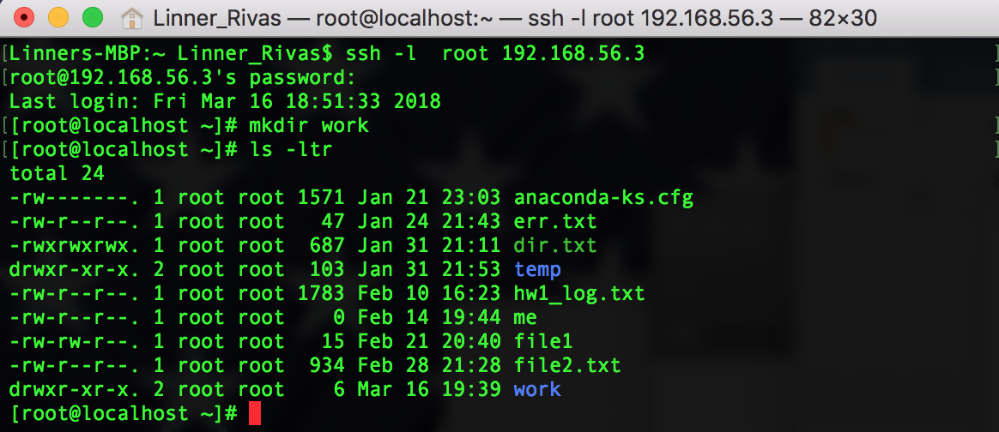 Linner_Rivas — root@localhost:~ — ssh -l root 192.168.56.3 — 82×30
[Linners-MBP:~ Linner_Rivas$ ssh -l  root 192.168.56.3 ]
[root@192.168.56.3's password: ]
Last login: Fri Mar 16 18:51:33 2018
[[root@localhost ~]# mkdir work ]
[[root@localhost ~]# ls -ltr ]
total 24
-rw-------. 1 root root 1571 Jan 21 23:03 anaconda-ks.cfg
-rw-r--r--. 1 root root   47 Jan 24 21:43 err.txt
-rwxrwxrwx. 1 root root  687 Jan 31 21:11 dir.txt
drwxr-xr-x. 2 root root  103 Jan 31 21:53 temp
-rw-r--r--. 1 root root 1783 Feb 10 16:23 hw1_log.txt
-rw-r--r--. 1 root root    0 Feb 14 19:44 me
-rw-rw-r--. 1 root root   15 Feb 21 20:40 file1
-rw-r--r--. 1 root root  934 Feb 28 21:28 file2.txt
drwxr-xr-x. 2 root root    6 Mar 16 19:39 work
[root@localhost ~]#